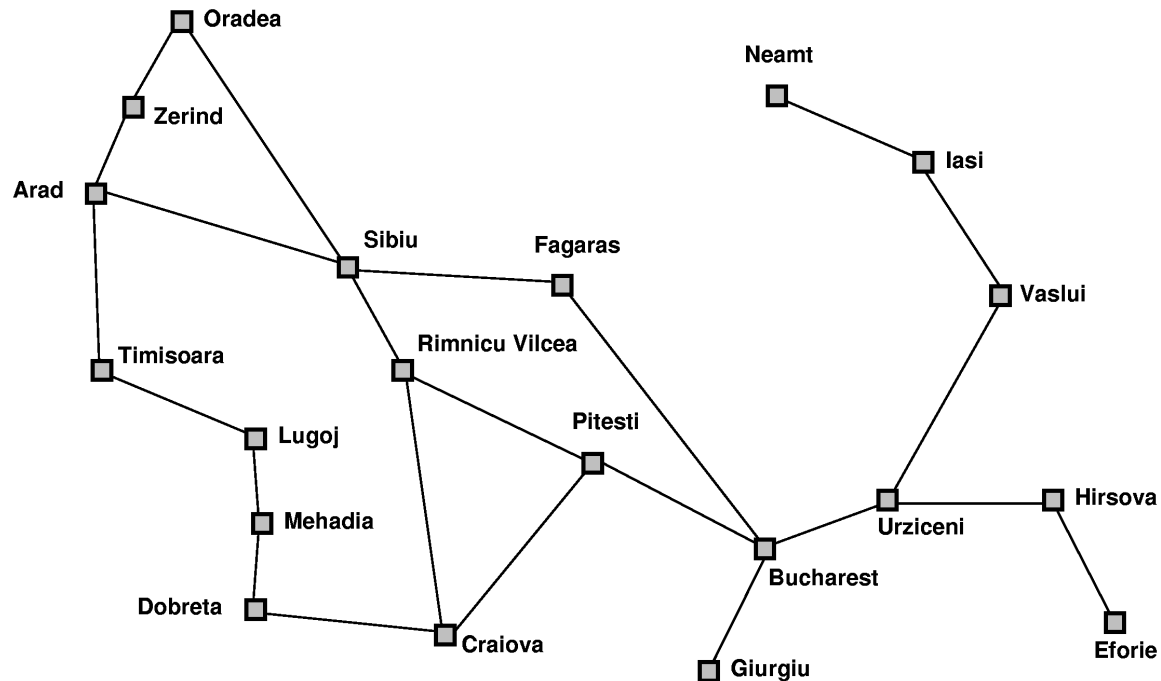 Oradea
Neamt
Zerind
Iasi
Arad
Sibiu
Fagaras
Vaslui
Rimnicu Vilcea
Timisoara
Pitesti
Lugoj
Hirsova
Mehadia
Urziceni
Bucharest
Dobreta
Craiova
Eforie
Giurgiu